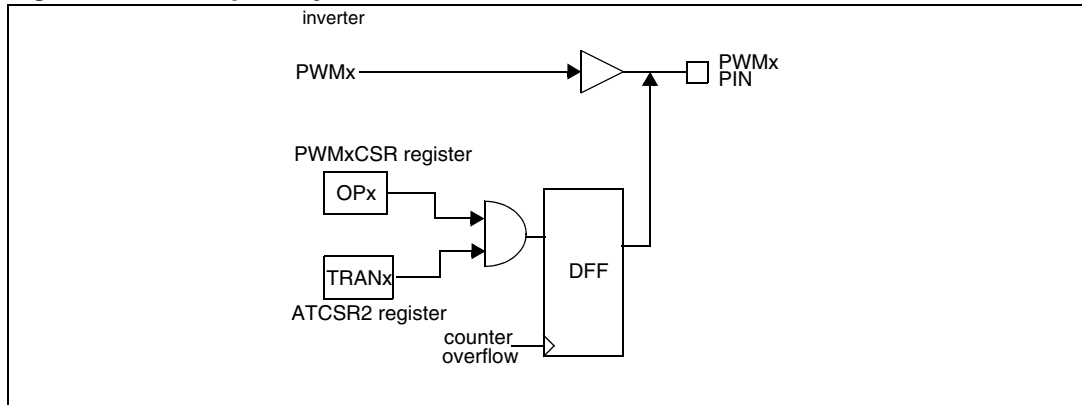 inverter
PWMx
PWMx
PIN
PWMxCSR register
OPx
TRANx
DFF
ATCSR2 register
counter
overflow